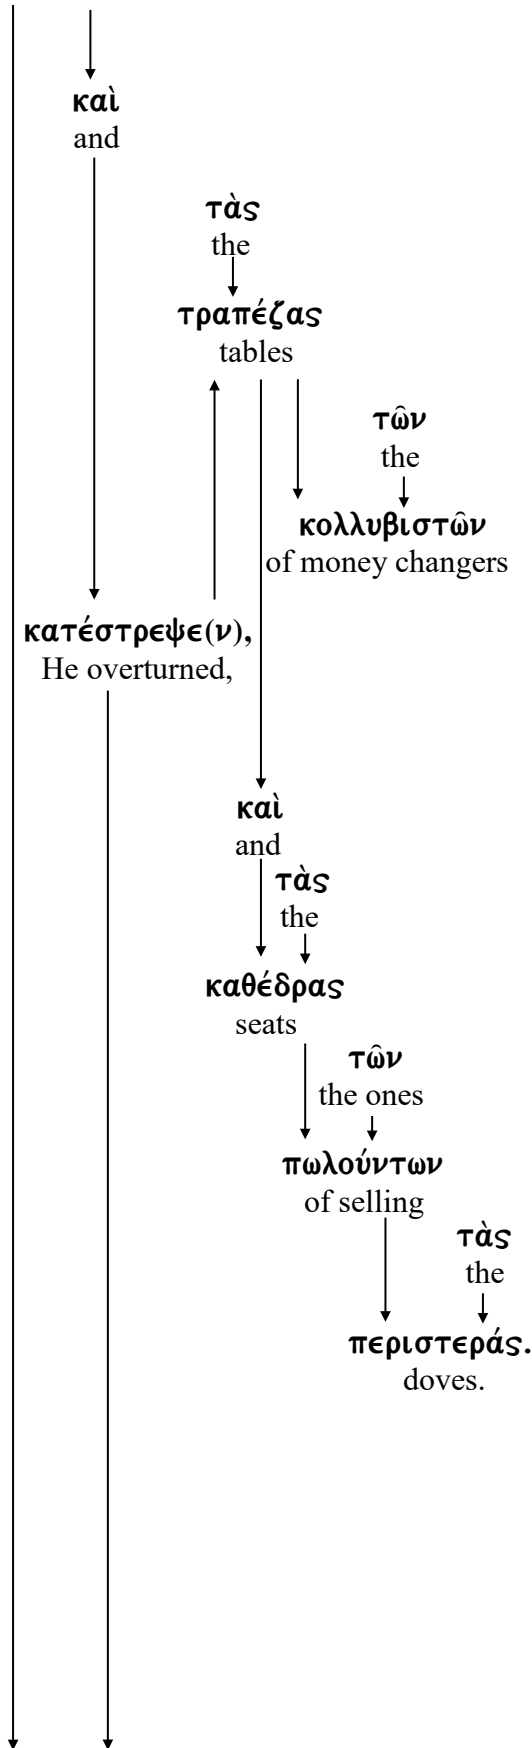 καὶ
and
τὰς
the
τραπέζας
tables
τῶν
the
κολλυβιστῶν
of money changers
κατέστρεψε(ν),
He overturned,
καὶ
and
τὰς
the
καθέδρας
seats
τῶν
the ones
πωλούντων
of selling
τὰς
the
περιστεράς.
doves.